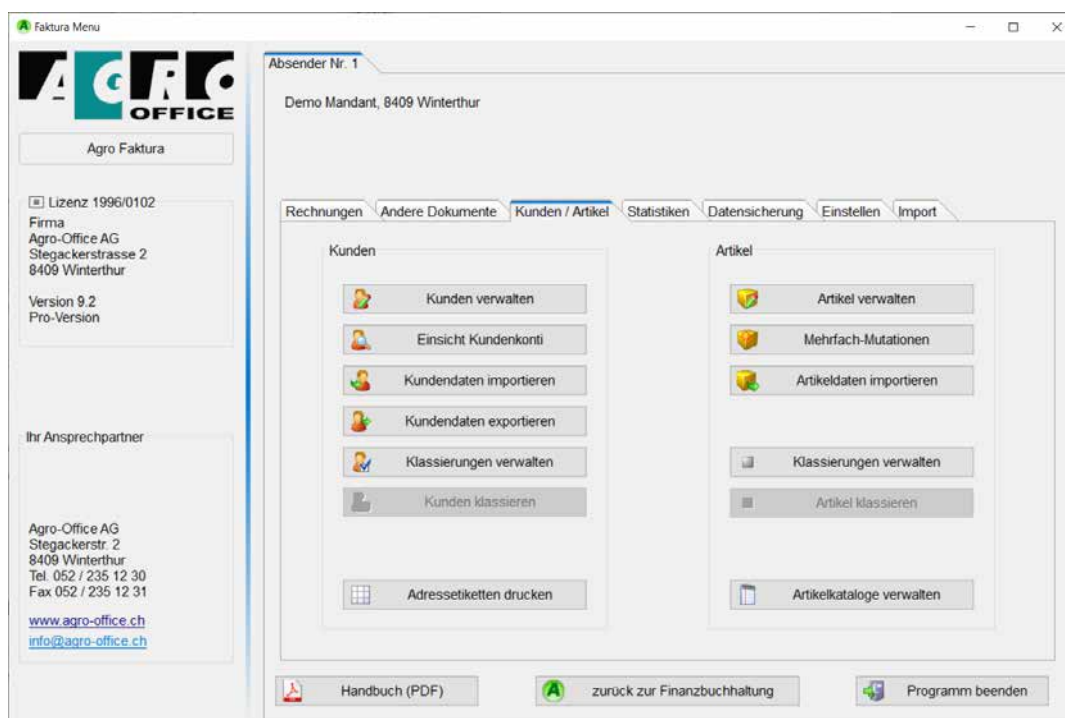 Faktura Menu
AGRO
OFFICE
Agro Faktura
Lizenz 1996/0102
Firma
Agro-Office AG
Stegackerstrasse 2
8409 Winterthur
Version 9.2
Pro-Version
Ihr Ansprechpartner
Agro-Office AG
Stegackerstr. 2
8409 Winterthur
Tel. 052 / 235 12 30
Fax 052 / 235 12 31
www.agro-office.ch
info@agro-office.ch
Absender Nr. 1
Demo Mandant, 8409 Winterthur
Rechnungen Andere Dokumente Kunden / Artikel Statistiken Datensicherung Einstellen Import
Kunden
Kunden verwalten
Einsicht Kundenkonti
Kundendaten importieren
Kundendaten exportieren
Klassierungen verwalten
Kunden klassieren
Adressetiketten drucken
Artikel
Artikel verwalten
Mehrfach-Mutationen
Artikeldaten importieren
Klassierungen verwalten
Artikel klassieren
Artikelkataloge verwalten
Handbuch (PDF)
zurück zur Finanzbuchhaltung
Programm beenden